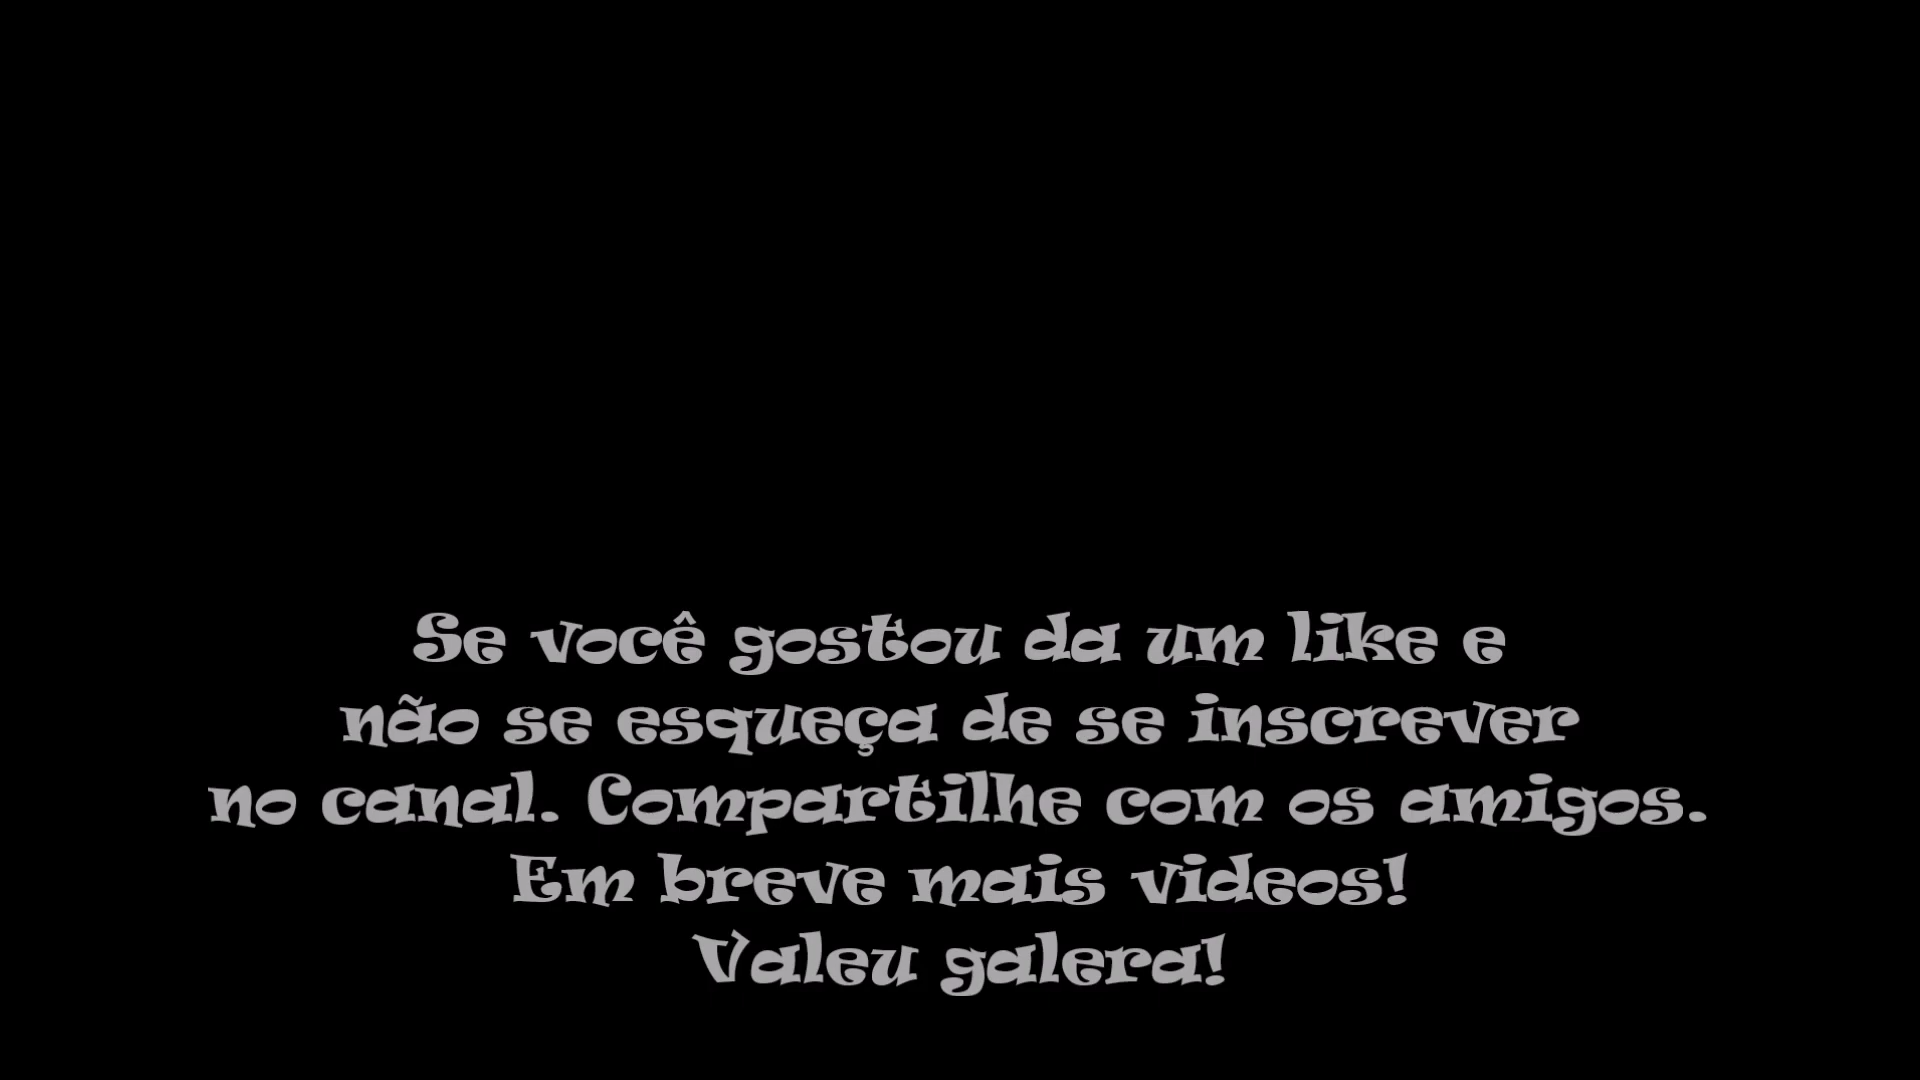 Se você gostou da um like e
não se esqueça de se inscrever
no canal. Compartilhe com os amigos.
Em breve mais videos!
Valeu galera!